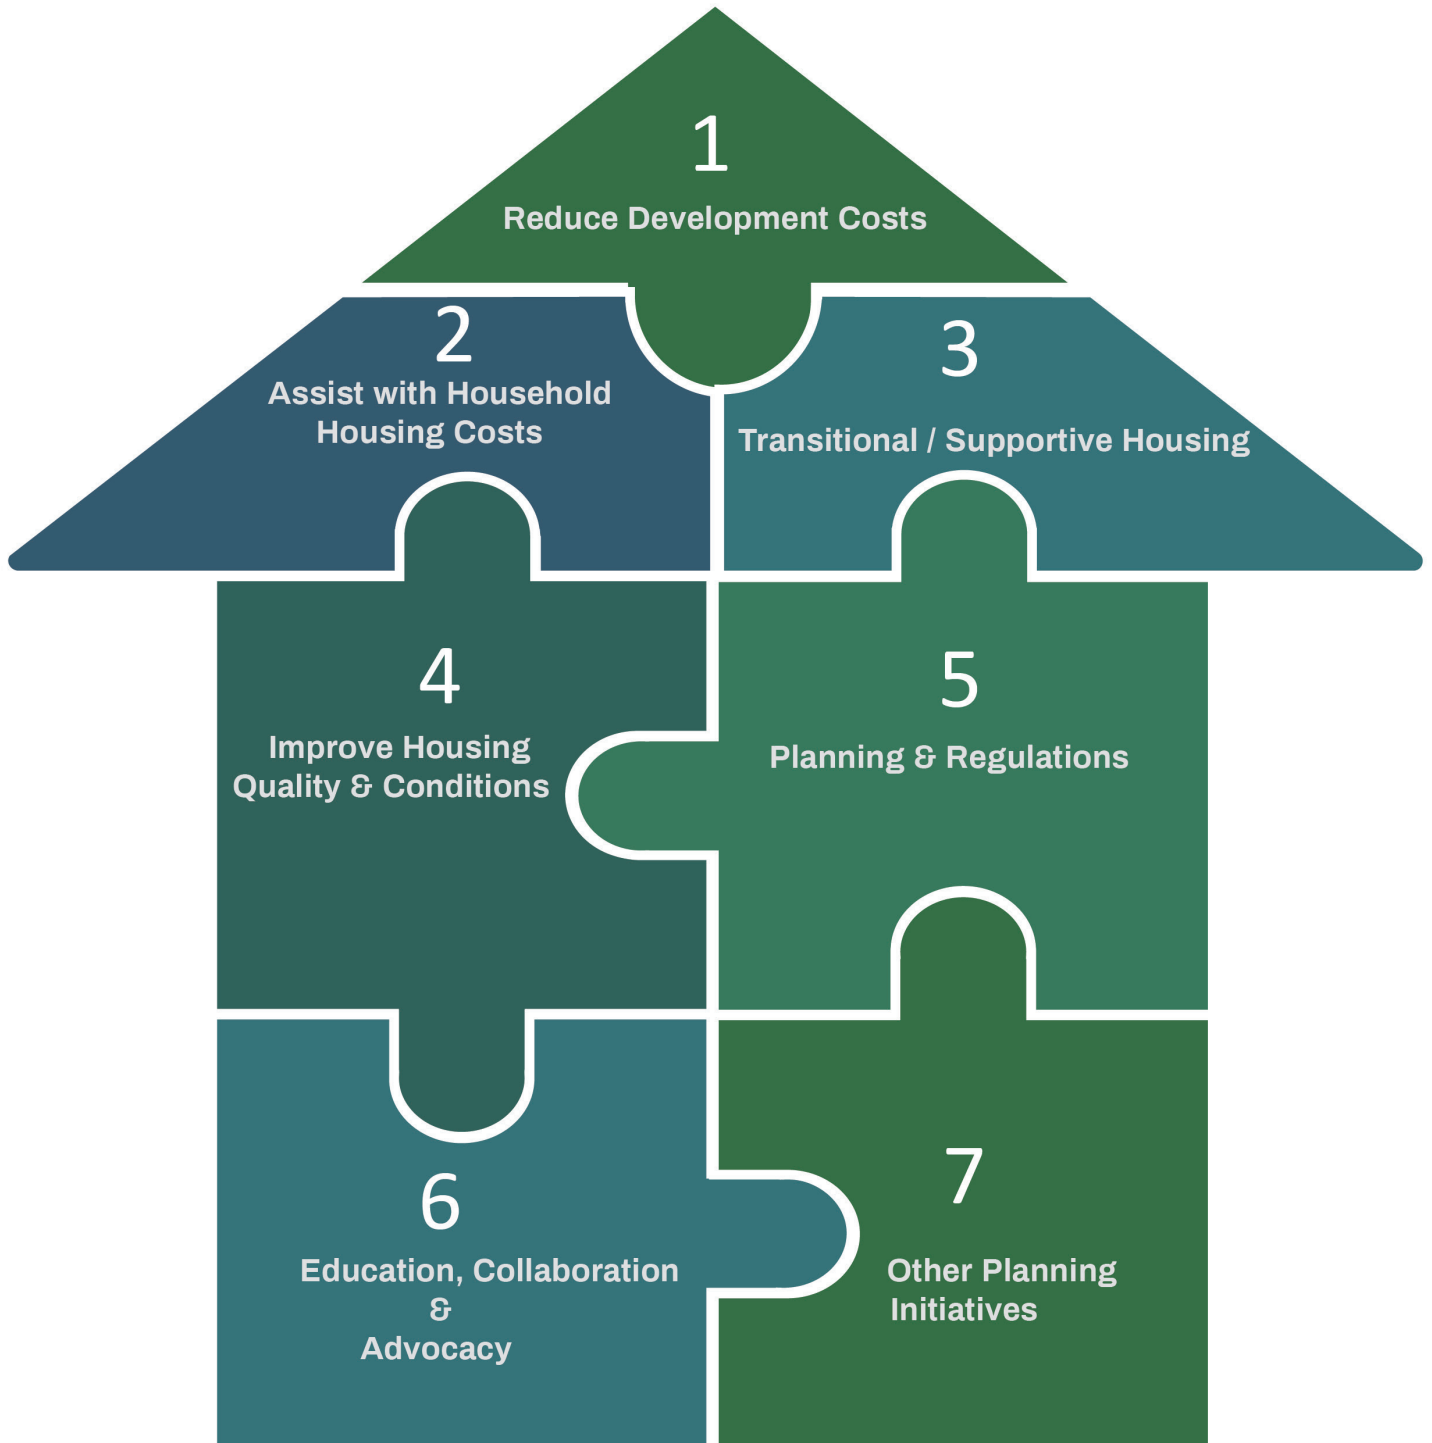 1
Reduce Development Costs
2
Assist with Household
Housing Costs
3
Transitional / Supportive Housing
4
Improve Housing
Quality & Conditions
5
Planning & Regulations
6
Education, Collaboration
&
Advocacy
7
Other Planning
Initiatives